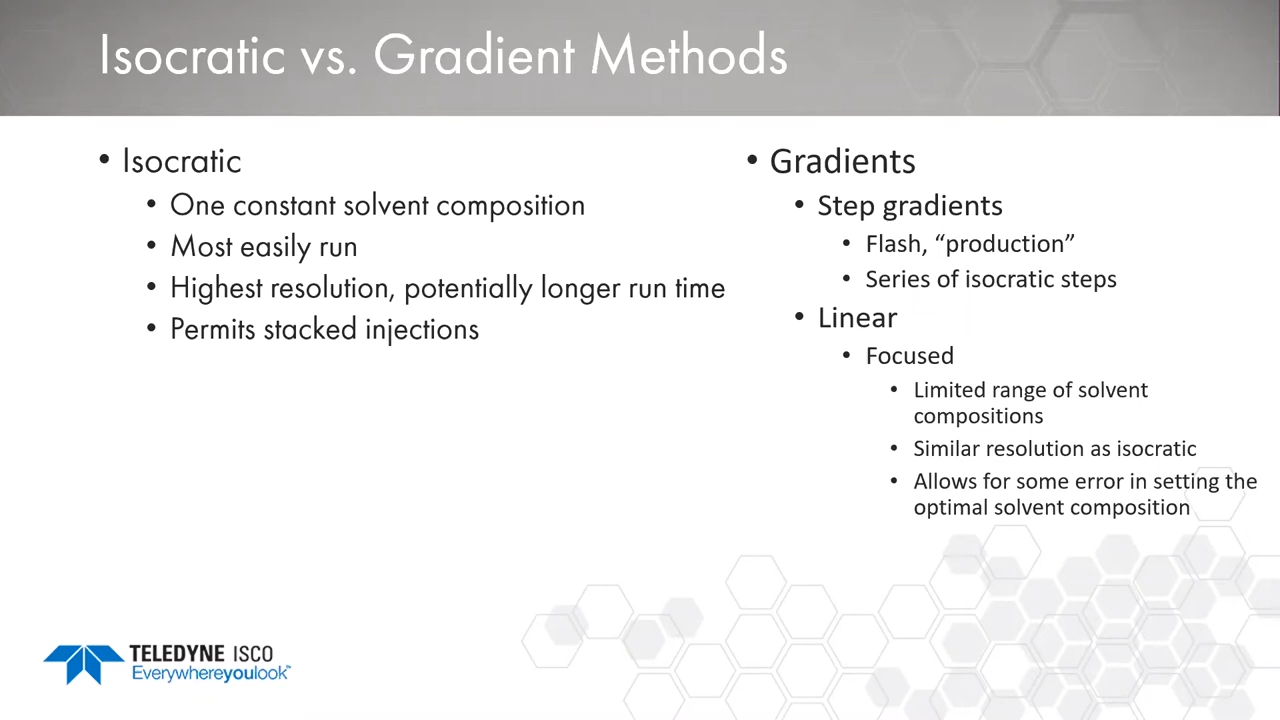 Isocratic vs. Gradient Methods
• Isocratic
• One constant solvent composition
• Most easily run
• Highest resolution, potentially longer run time
• Permits stacked injections
• Gradients
• Step gradients
• Flash, “production”
• Series of isocratic steps
• Linear
• Focused
• Limited range of solvent
compositions
• Similar resolution as isocratic
• Allows for some error in setting the
optimal solvent composition
TELEDYNE ISCO
Everywhereyoulook™